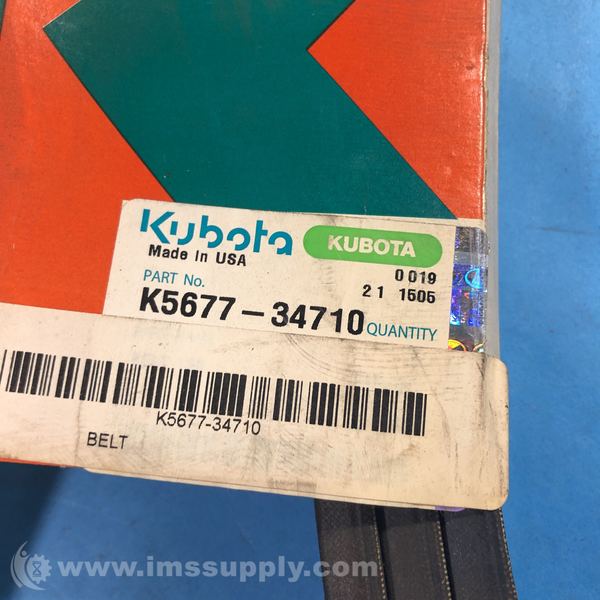 Kubota KUBOTA
Made in USA 0019
21 1505
PART No.
K5677-34710 QUANTITY
K5677-34710
BELT
www.imssupply.com